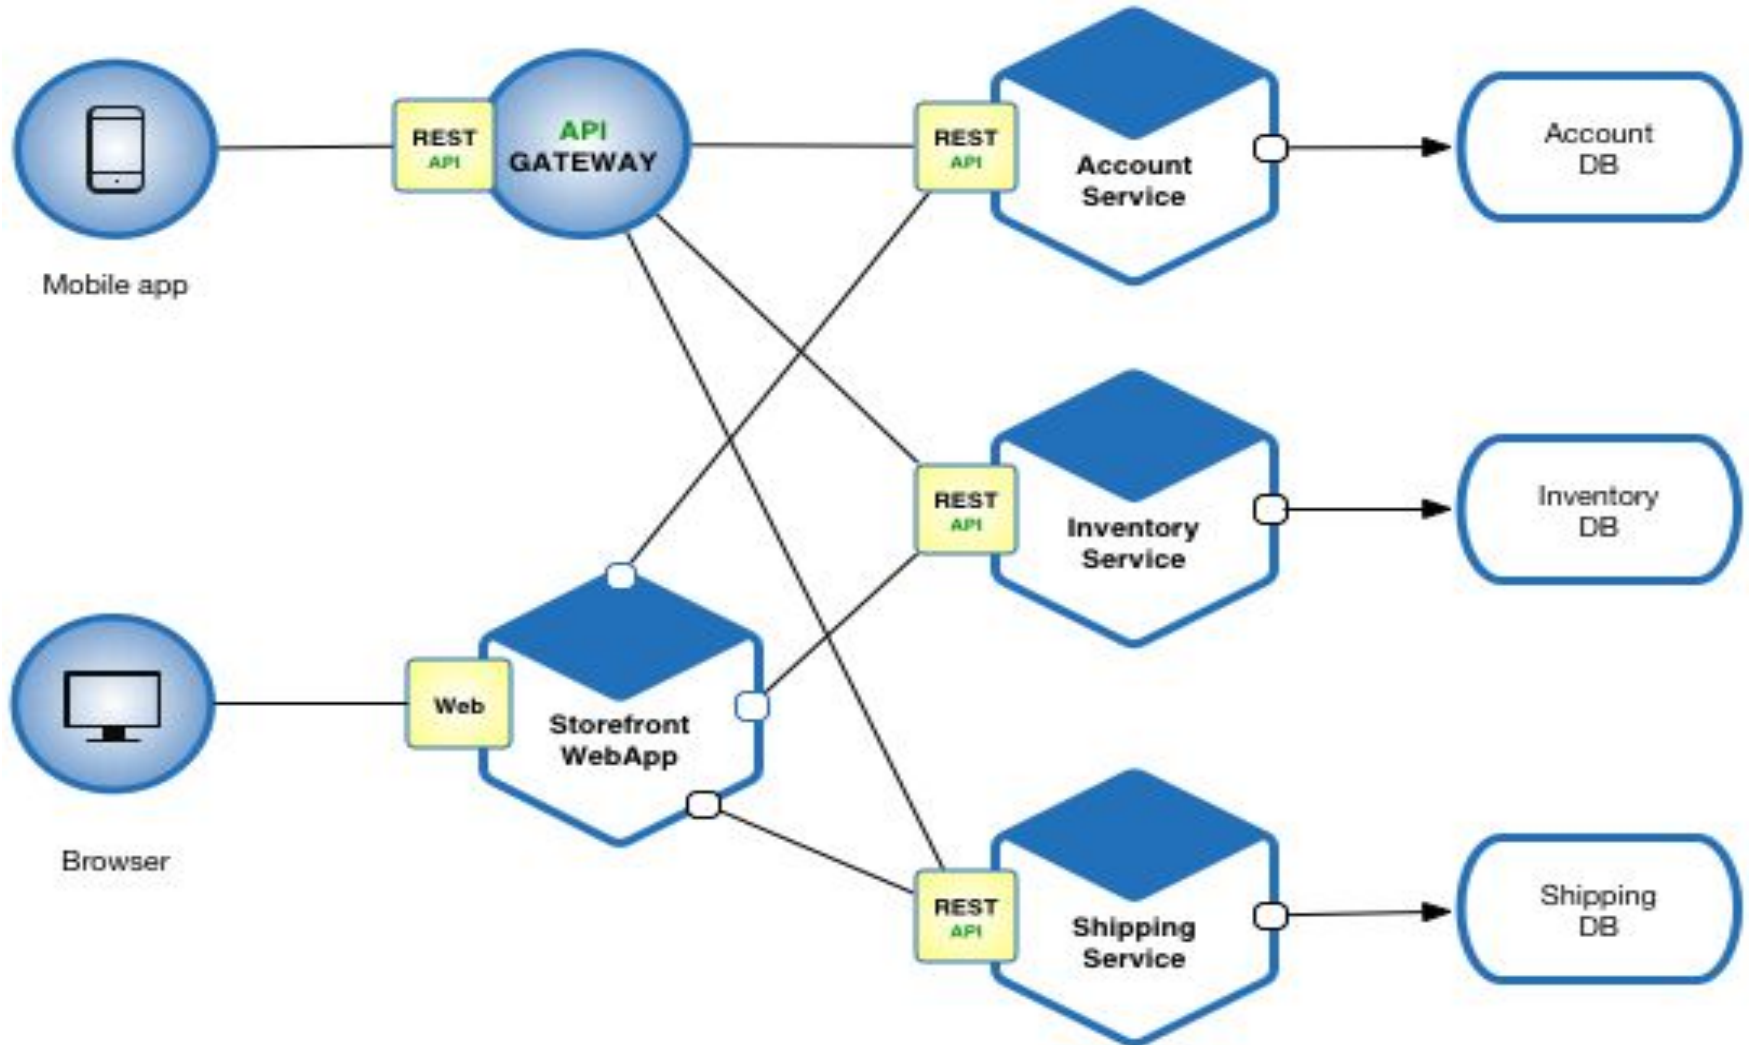 Mobile app
REST
API
API
GATEWAY
REST
API
Account
Service
Account
DB
REST
API
Inventory
Service
Inventory
DB
Browser
Web
Storefront
WebApp
REST
API
Shipping
Service
Shipping
DB